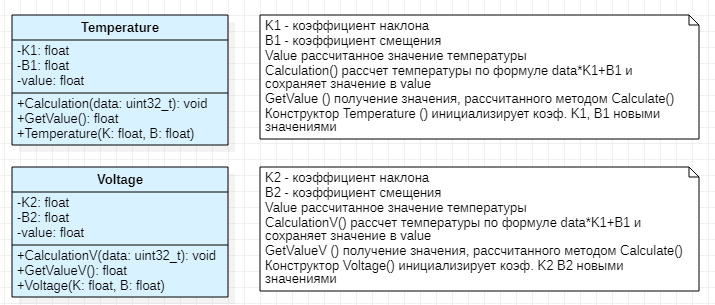 Temperature
-K1: float
-B1: float
-value: float
+Calculation(data: uint32_t): void
+GetValue(): float
+Temperature(K: float, B: float)
K1 - коэффициент наклона
B1 - коэффициент смещения
Value рассчитанное значение температуры
Calculation() рассчет температуры по формуле data*K1+B1 и
сохраняет значение в value
GetValue () получение значения, рассчитанного методом Calculate()
Конструктор Temperature () инициализирует коэф. K1, B1 новыми
значениями
Voltage
-K2: float
-B2: float
-value: float
+CalculationV(data: uint32_t): void
+GetValueV(): float
+Voltage(K: float, B: float)
K2 - коэффициент наклона
B2 - коэффициент смещения
Value рассчитанное значение температуры
CalculationV() рассчет температуры по формуле data*K1+B1 и
сохраняет значение в value
GetValueV () получение значения, рассчитанного методом Calculate()
Конструктор Voltage() инициализирует коэф. K2 B2 новыми
значениями